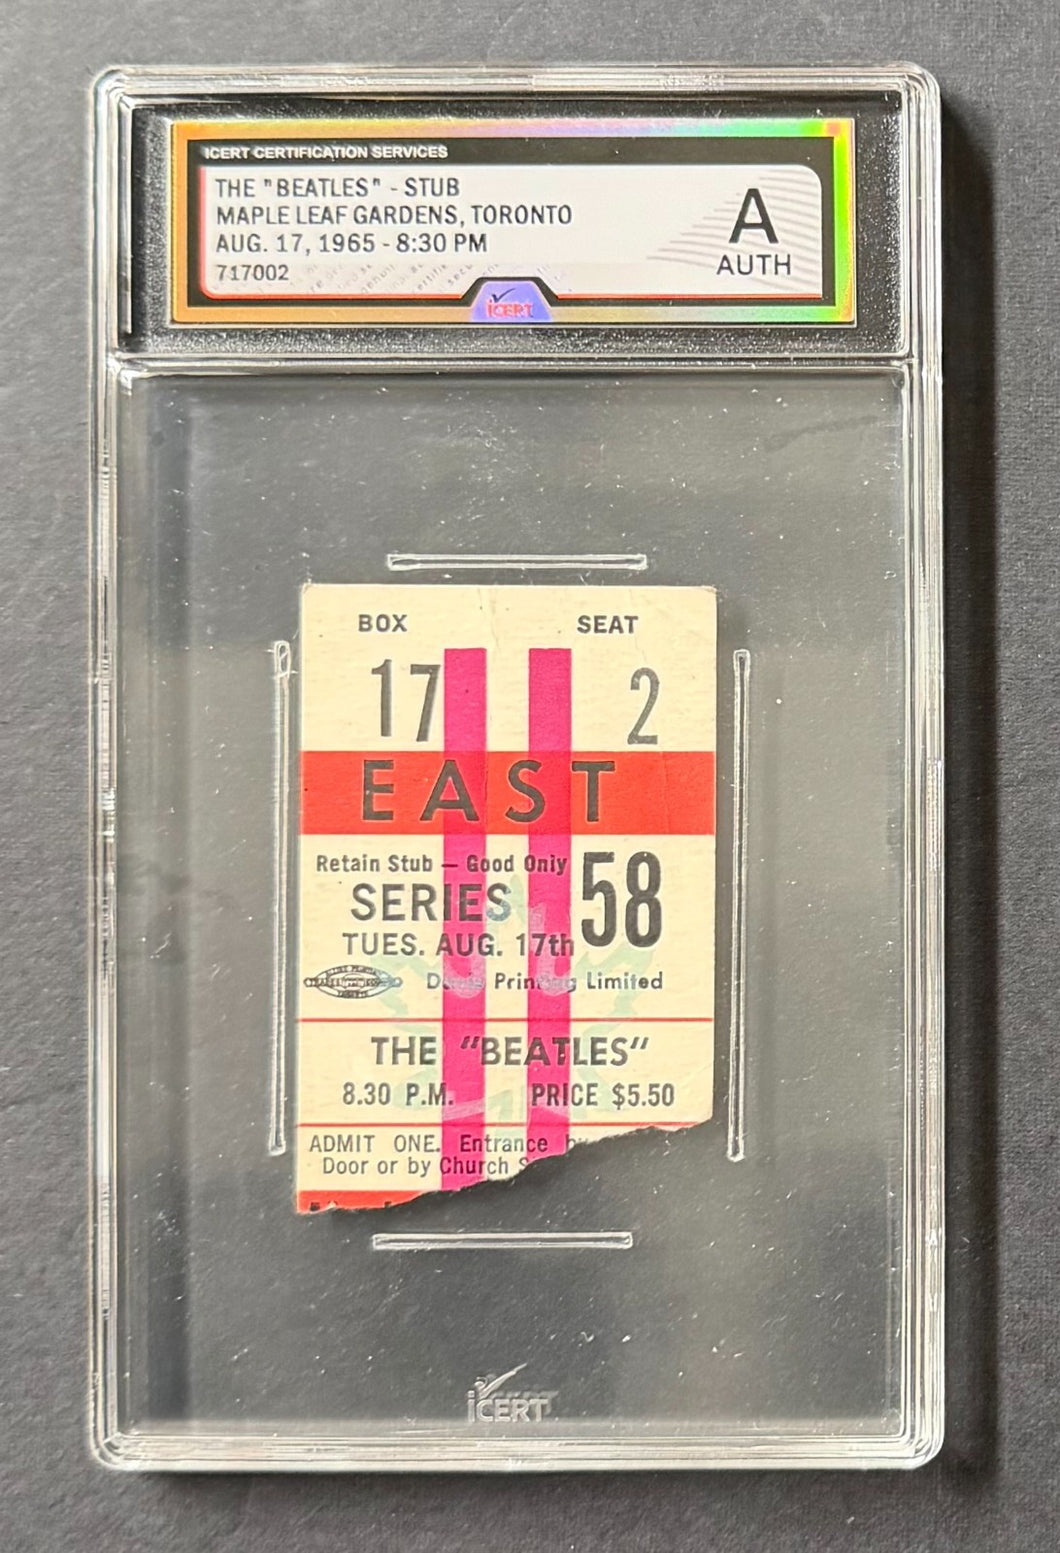 ICERT CERTIFICATION SERVICES
THE "BEATLES" - STUB
MAPLE LEAF GARDENS, TORONTO
AUG. 17, 1965 - 8:30 PM
717002
A
AUTH
iCERT
BOX SEAT
17 2
EAST
Retain Stub — Good Only
SERIES 58
TUES. AUG. 17th
Printing Limited
THE "BEATLES"
8.30 P.M. PRICE $5.50
ADMIT ONE. Entrance by
Door or by Church
iCERT